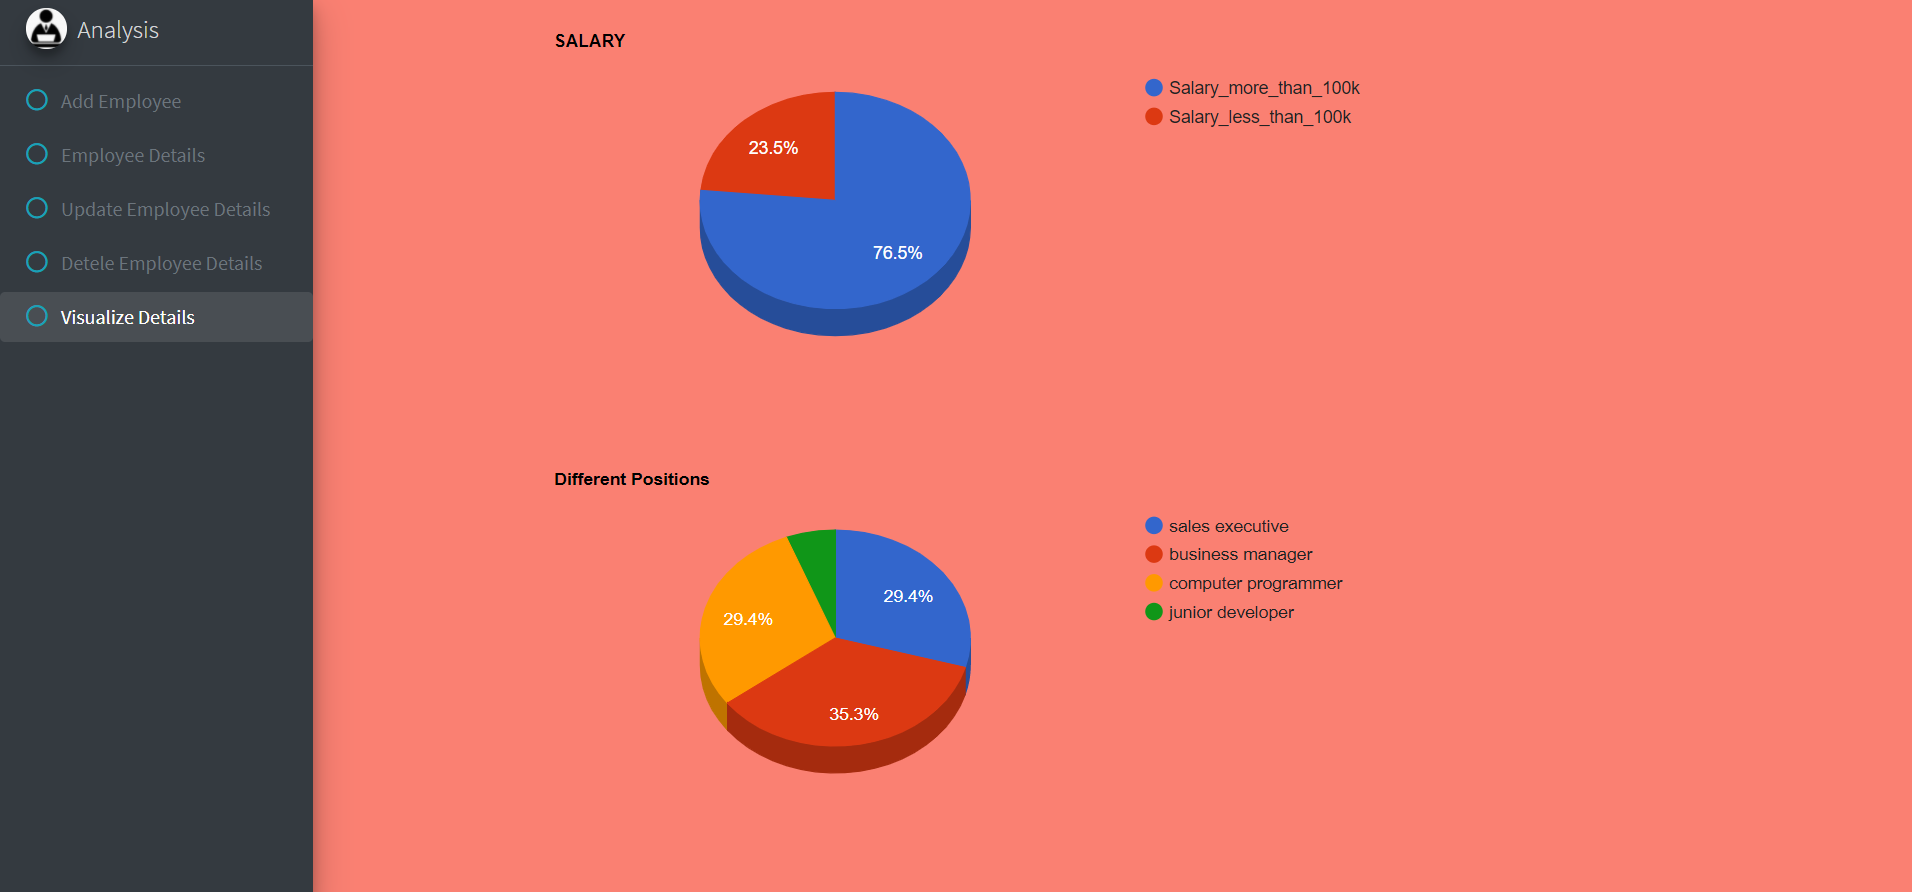 Analysis
Add Employee
Employee Details
Update Employee Details
Detele Employee Details
Visualize Details
SALARY
Salary_more_than_100k
Salary_less_than_100k
23.5%
76.5%
Different Positions
sales executive
business manager
computer programmer
junior developer
29.4%
29.4%
35.3%